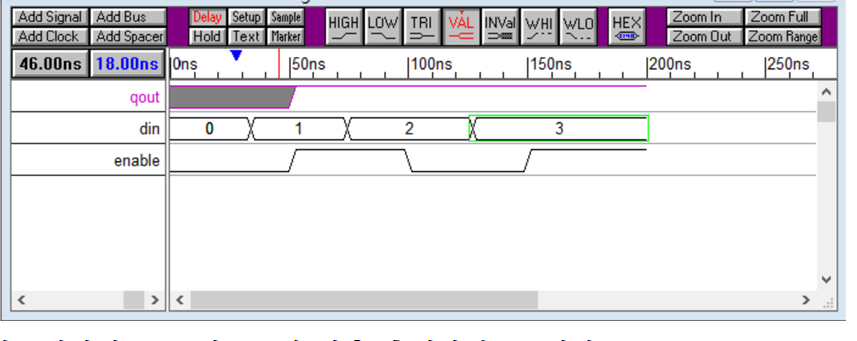 Add Signal Add Bus Delay Setup Sample HIGH LOW TRI VAL INVal WHI WLO HEX Zoom In Zoom Full
Add Clock Add Spacer Hold Text Marker Zoom Out Zoom Range
46.00ns 18.00ns 0ns 50ns 100ns 150ns 200ns 250ns
qout
din 0 1 2 3
enable